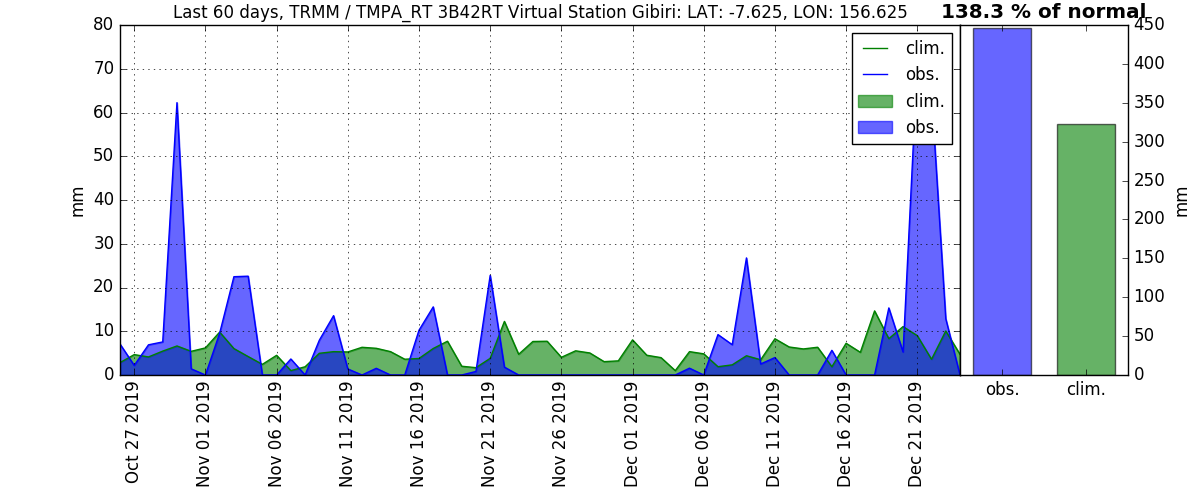 Last 60 days, TRMM / TMPA_RT 3B42RT Virtual Station Gibiri: LAT: -7.625, LON: 156.625
138.3 % of normal
80
70
60
50
40
30
20
10
0
mm
clim.
obs.
clim.
obs.
450
400
350
300
250
200
150
100
50
0
mm
Oct 27 2019
Nov 01 2019
Nov 06 2019
Nov 11 2019
Nov 16 2019
Nov 21 2019
Nov 26 2019
Dec 01 2019
Dec 06 2019
Dec 11 2019
Dec 16 2019
Dec 21 2019
obs.
clim.